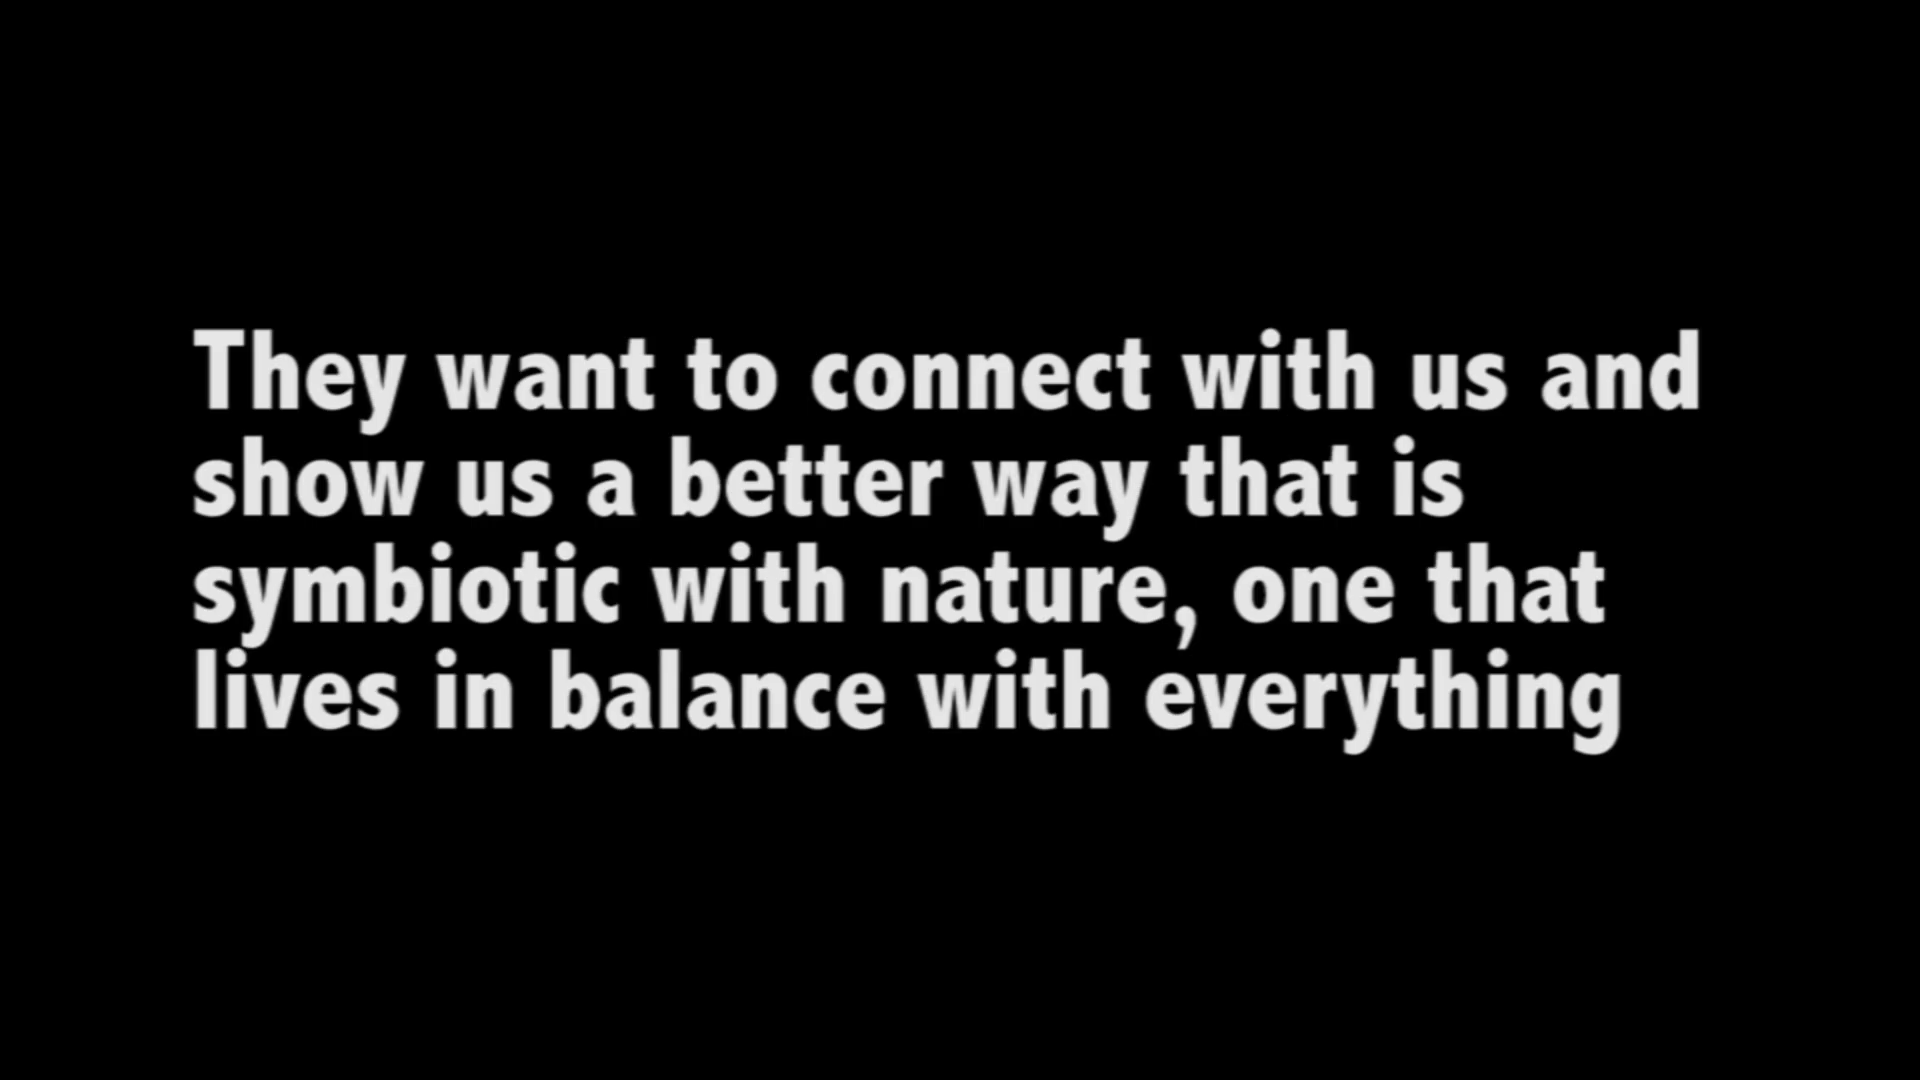 They want to connect with us and
show us a better way that is
symbiotic with nature, one that
lives in balance with everything